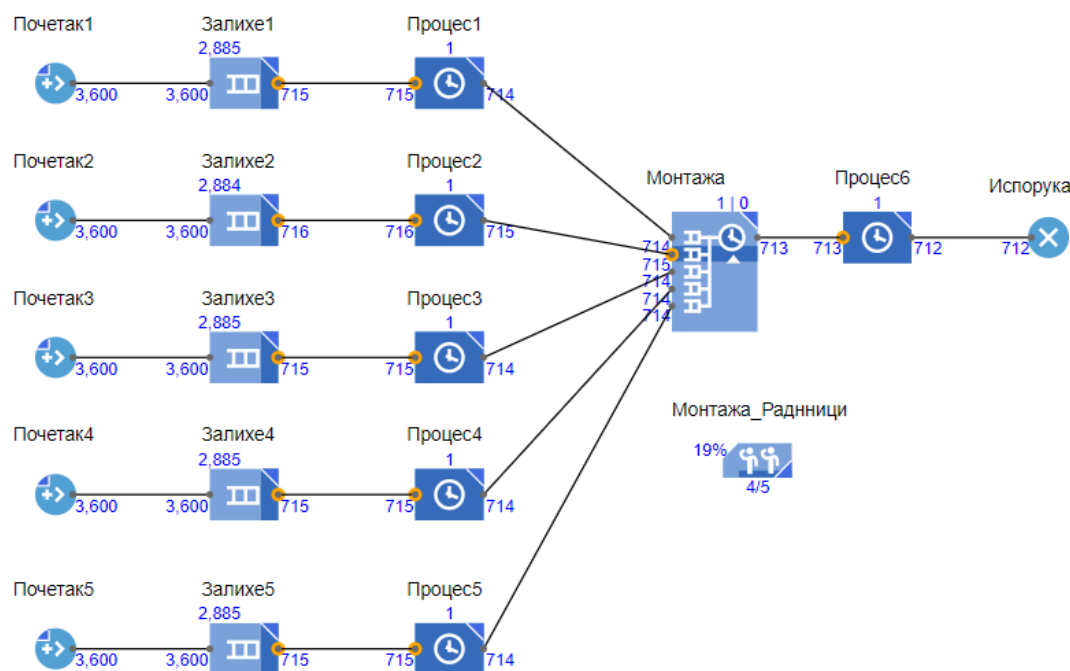 Почетак1 Залихе1 Процес1
2,885 1
3,600 3,600 715 715 714
Почетак2 Залихе2 Процес2
2,884 1
3,600 3,600 716 716 715
Монтажа Процес6 Испорука
1 | 0 1
714 713 713 712 712
715
714
714
714
Почетак3 Залихе3 Процес3
2,885 1
3,600 3,600 715 715 714
Монтажа_Раднници
19%
4/5
Почетак4 Залихе4 Процес4
2,885 1
3,600 3,600 715 715 714
Почетак5 Залихе5 Процес5
2,885 1
3,600 3,600 715 715 714